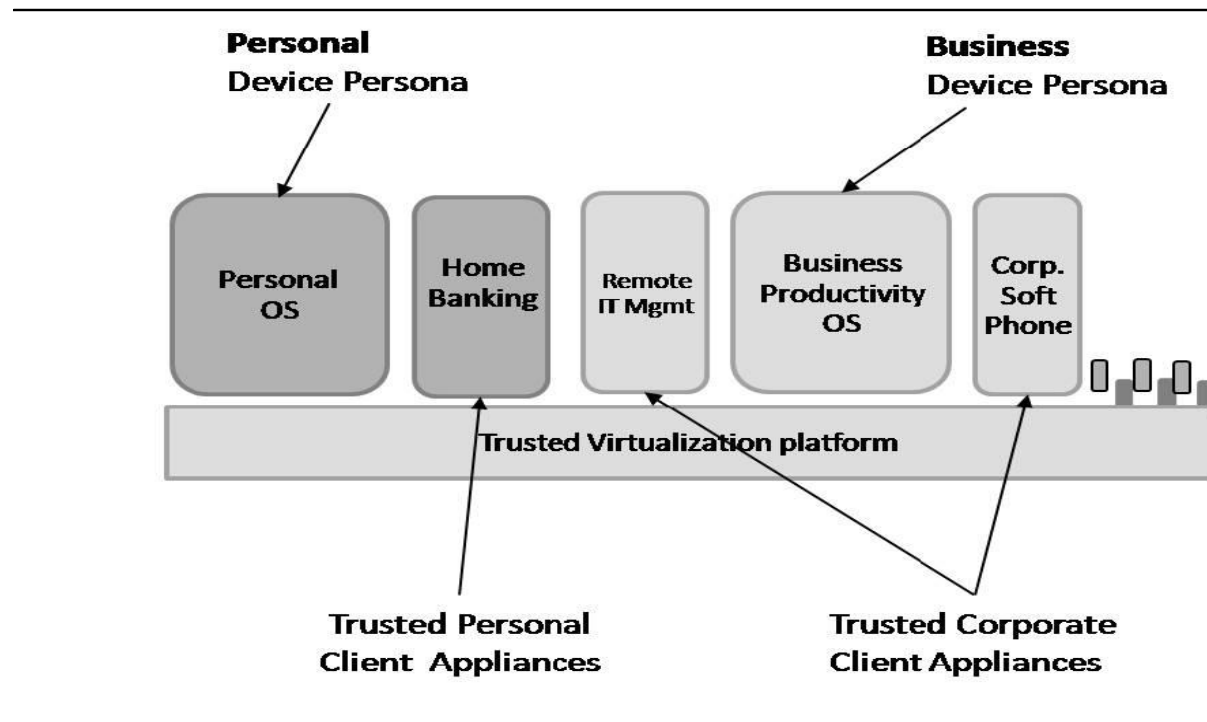 Personal
Device Persona
Business
Device Persona
Personal
OS
Home
Banking
Remote
IT Mgmt
Business
Productivity
OS
Corp.
Soft
Phone
Trusted Virtualization platform
Trusted Personal
Client Appliances
Trusted Corporate
Client Appliances